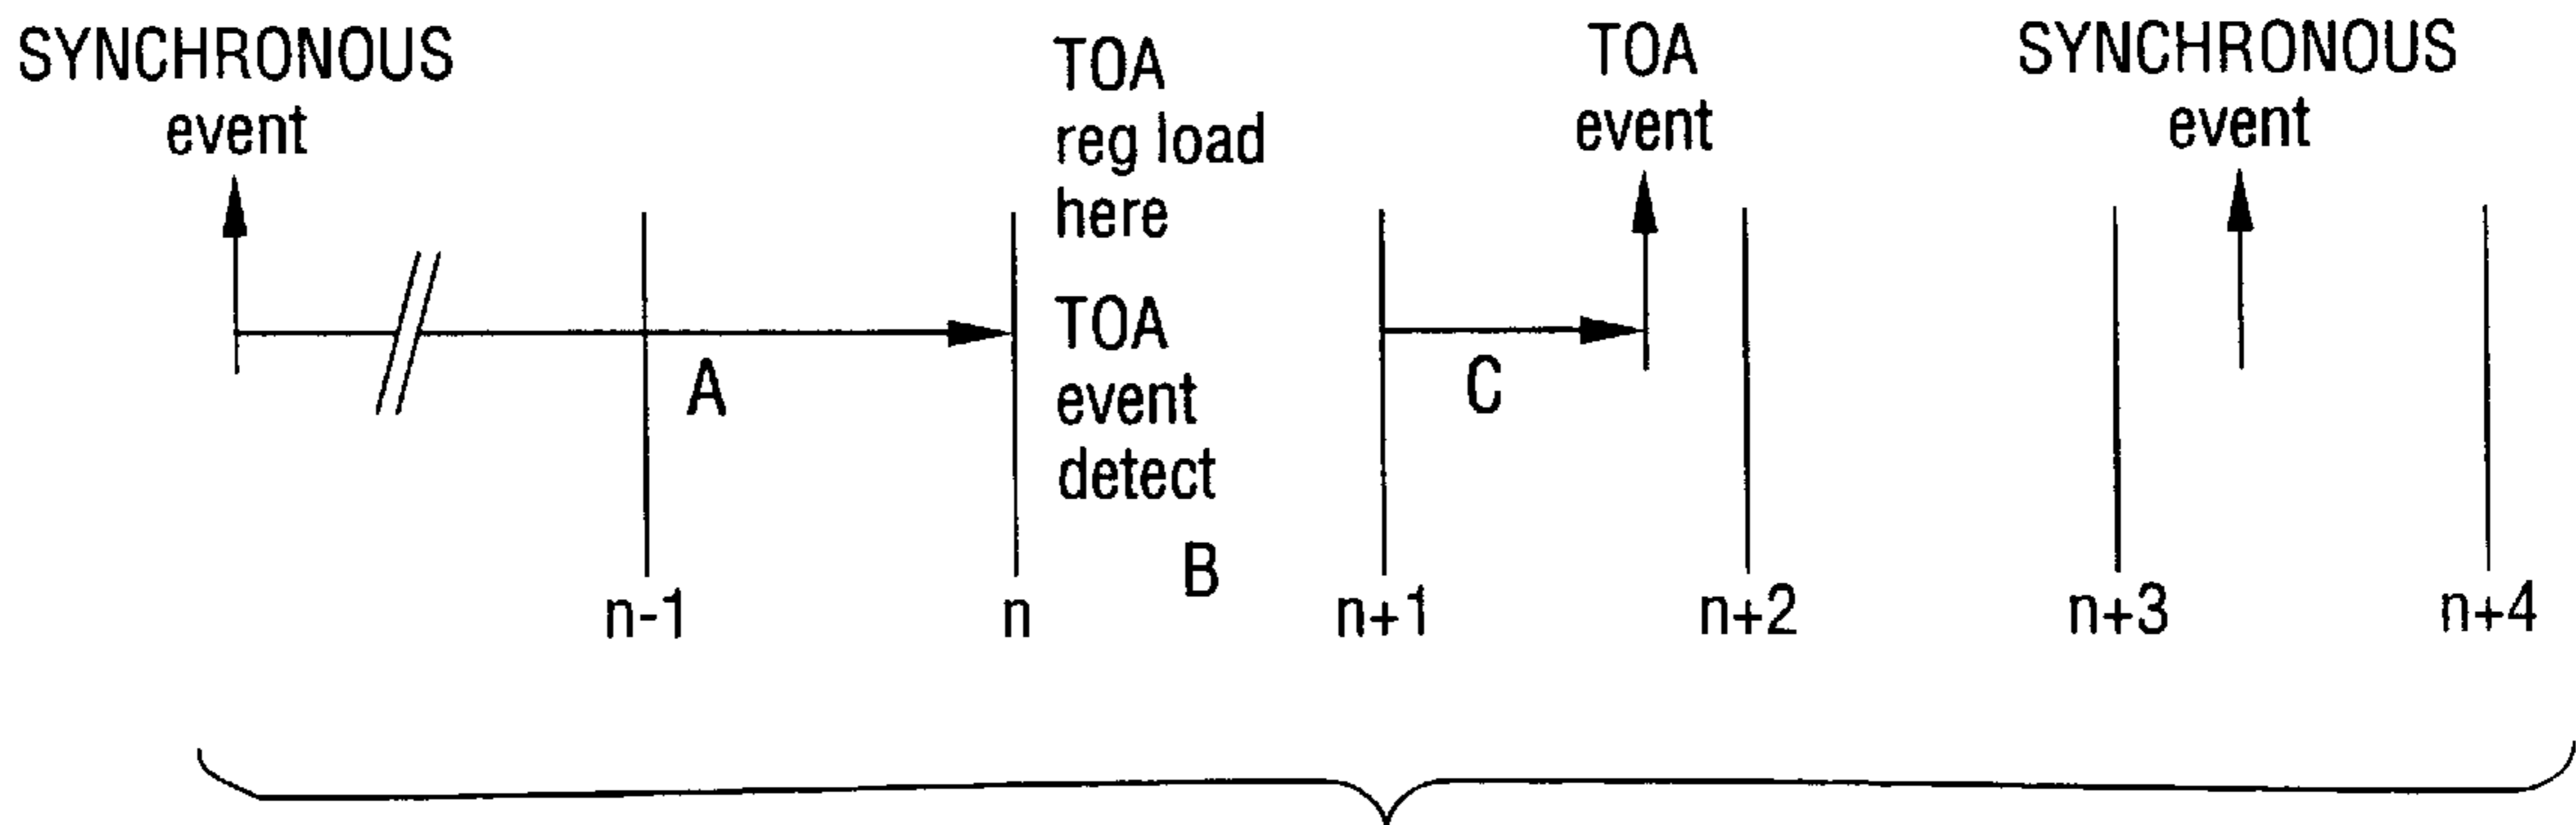 SYNCHRONOUS
event
TOA
reg load
here
TOA
event
SYNCHRONOUS
event
A
TOA
event
detect
B
C
n-1
n
n+1
n+2
n+3
n+4